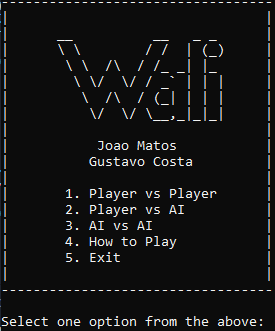 Wali
Joao Matos
Gustavo Costa
1. Player vs Player
2. Player vs AI
3. AI vs AI
4. How to Play
5. Exit
Select one option from the above: